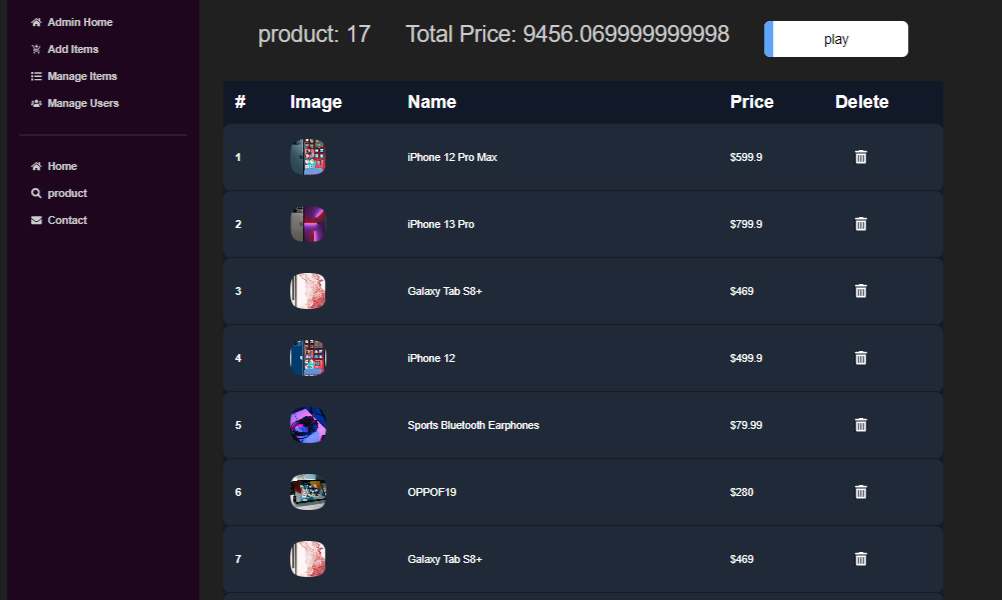 Admin Home
Add Items
Manage Items
Manage Users
Home
product
Contact
product: 17 Total Price: 9456.069999999998 play
# Image Name Price Delete
1 iPhone 12 Pro Max $599.9
2 iPhone 13 Pro $799.9
3 Galaxy Tab S8+ $469
4 iPhone 12 $499.9
5 Sports Bluetooth Earphones $79.99
6 OPPOF19 $280
7 Galaxy Tab S8+ $469